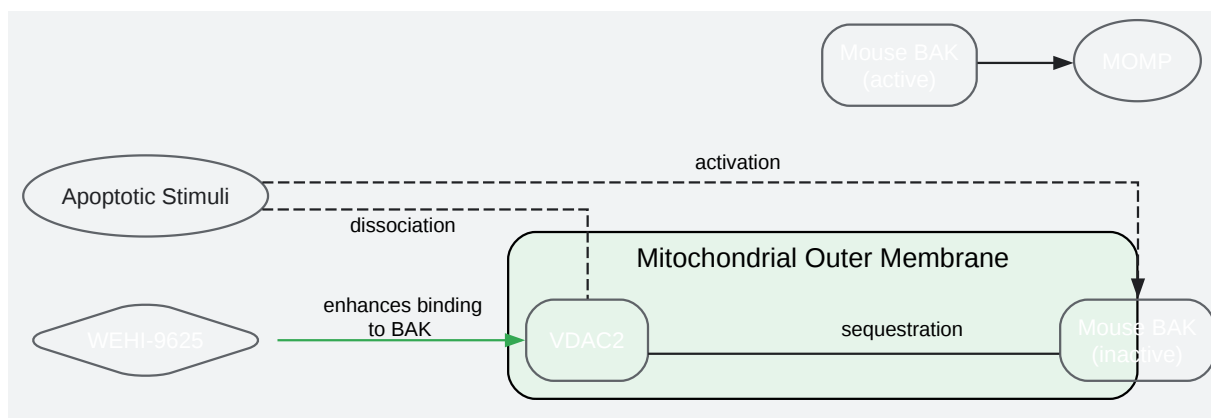 Mouse BAK
(active)
MOMP
activation
Apoptotic Stimuli
dissociation
Mitochondrial Outer Membrane
enhances binding
to BAK
WEHI-9625
VDAC2
sequestration
Mouse BAK
(inactive)